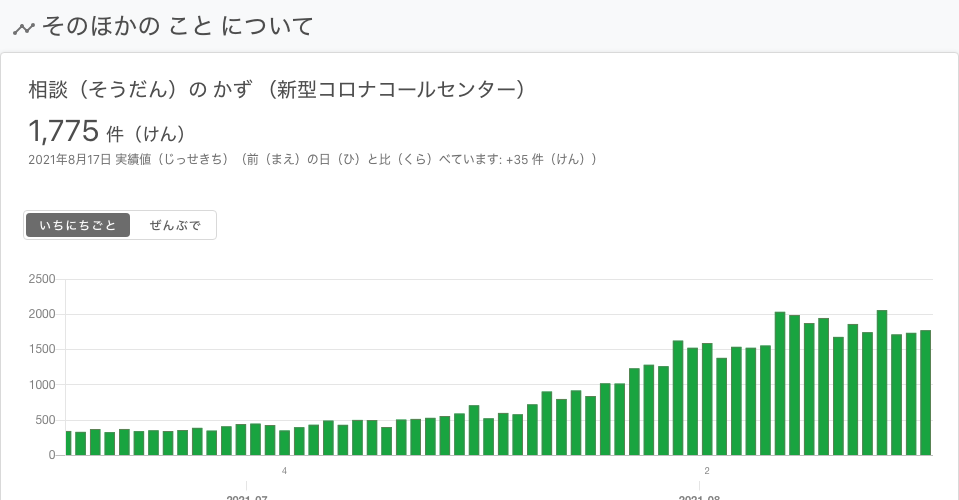 そのほかの こと について
相談（そうだん）の かず （新型コロナコールセンター）
1,775 件（けん）
2021年8月17日 実績値（じっせきち）（前（まえ）の日（ひ）と比（くら）べています: +35 件（けん））
いちにちごと ぜんぶで
2500
2000
1500
1000
500
0
4 2
2021-07 2021-08